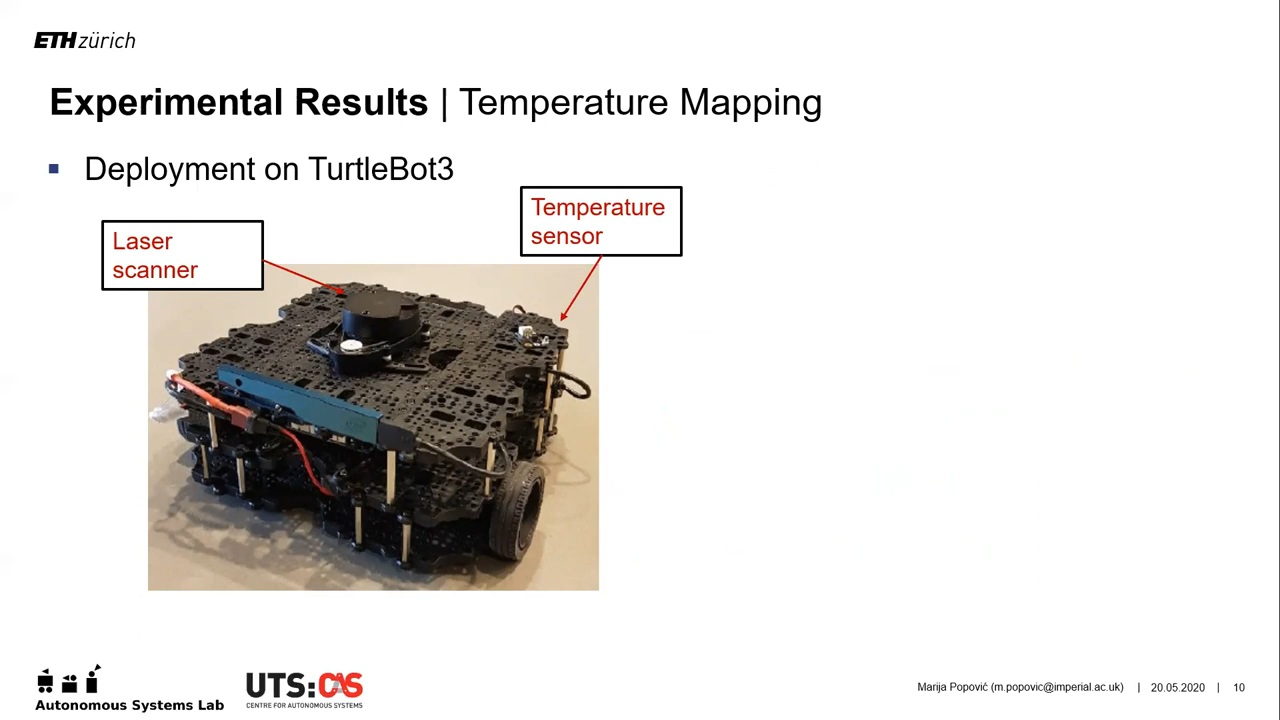 ETH zürich
Experimental Results | Temperature Mapping
Deployment on TurtleBot3
Temperature
sensor
Laser
scanner
Autonomous Systems Lab
UTS:CAS
CENTRE FOR AUTONOMOUS SYSTEMS
Marija Popović (m.popovic@imperial.ac.uk) | 20.05.2020 | 10